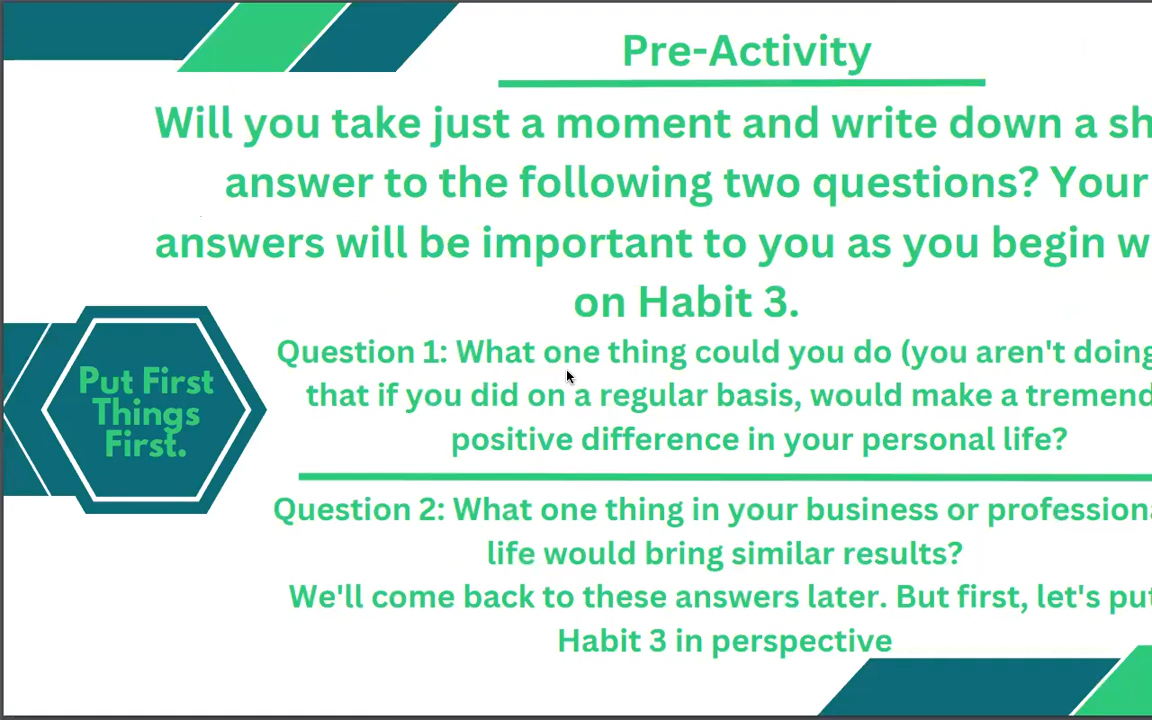 Pre-Activity
Will you take just a moment and write down a sh
answer to the following two questions? Your
answers will be important to you as you begin w
on Habit 3.
Question 1: What one thing could you do (you aren't doing
that if you did on a regular basis, would make a tremend
positive difference in your personal life?
Put First
Things
First.
Question 2: What one thing in your business or profession
life would bring similar results?
We'll come back to these answers later. But first, let's put
Habit 3 in perspective